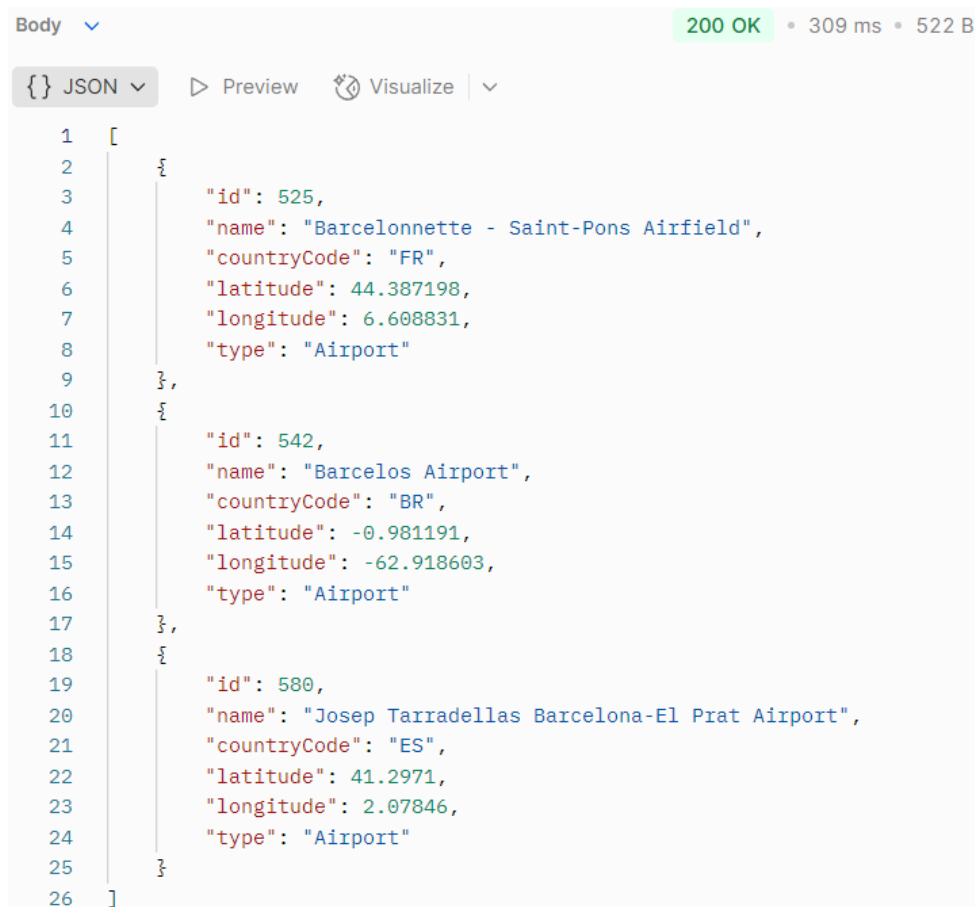 Body
200 OK • 309 ms • 522 B
{} JSON Preview Visualize
1 [
2 {
3 "id": 525,
4 "name": "Barcelonnette - Saint-Pons Airfield",
5 "countryCode": "FR",
6 "latitude": 44.387198,
7 "longitude": 6.608831,
8 "type": "Airport"
9 },
10 {
11 "id": 542,
12 "name": "Barcelos Airport",
13 "countryCode": "BR",
14 "latitude": -0.981191,
15 "longitude": -62.918603,
16 "type": "Airport"
17 },
18 {
19 "id": 580,
20 "name": "Josep Tarradellas Barcelona-El Prat Airport",
21 "countryCode": "ES",
22 "latitude": 41.2971,
23 "longitude": 2.07846,
24 "type": "Airport"
25 }
26 ]